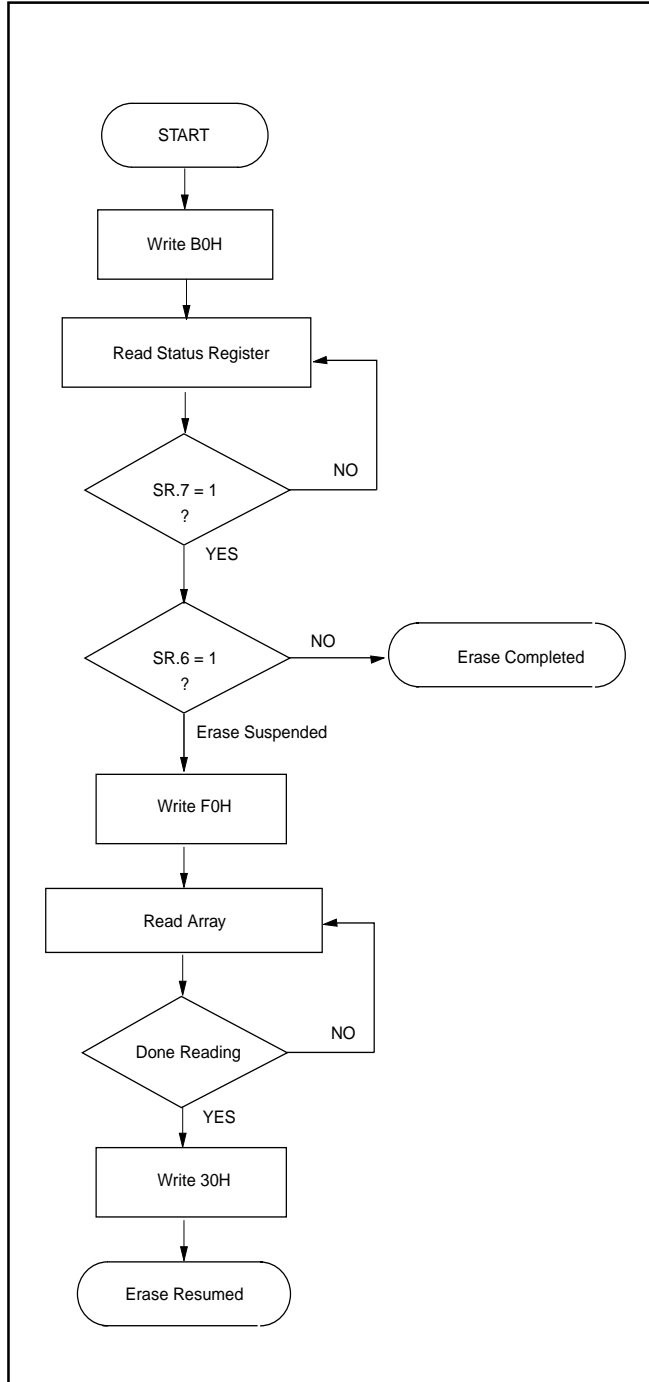 START
Write B0H
Read Status Register
NO
SR.7 = 1
?
YES
NO
SR.6 = 1
?
Erase Completed
Erase Suspended
Write F0H
Read Array
NO
Done Reading
YES
Write 30H
Erase Resumed